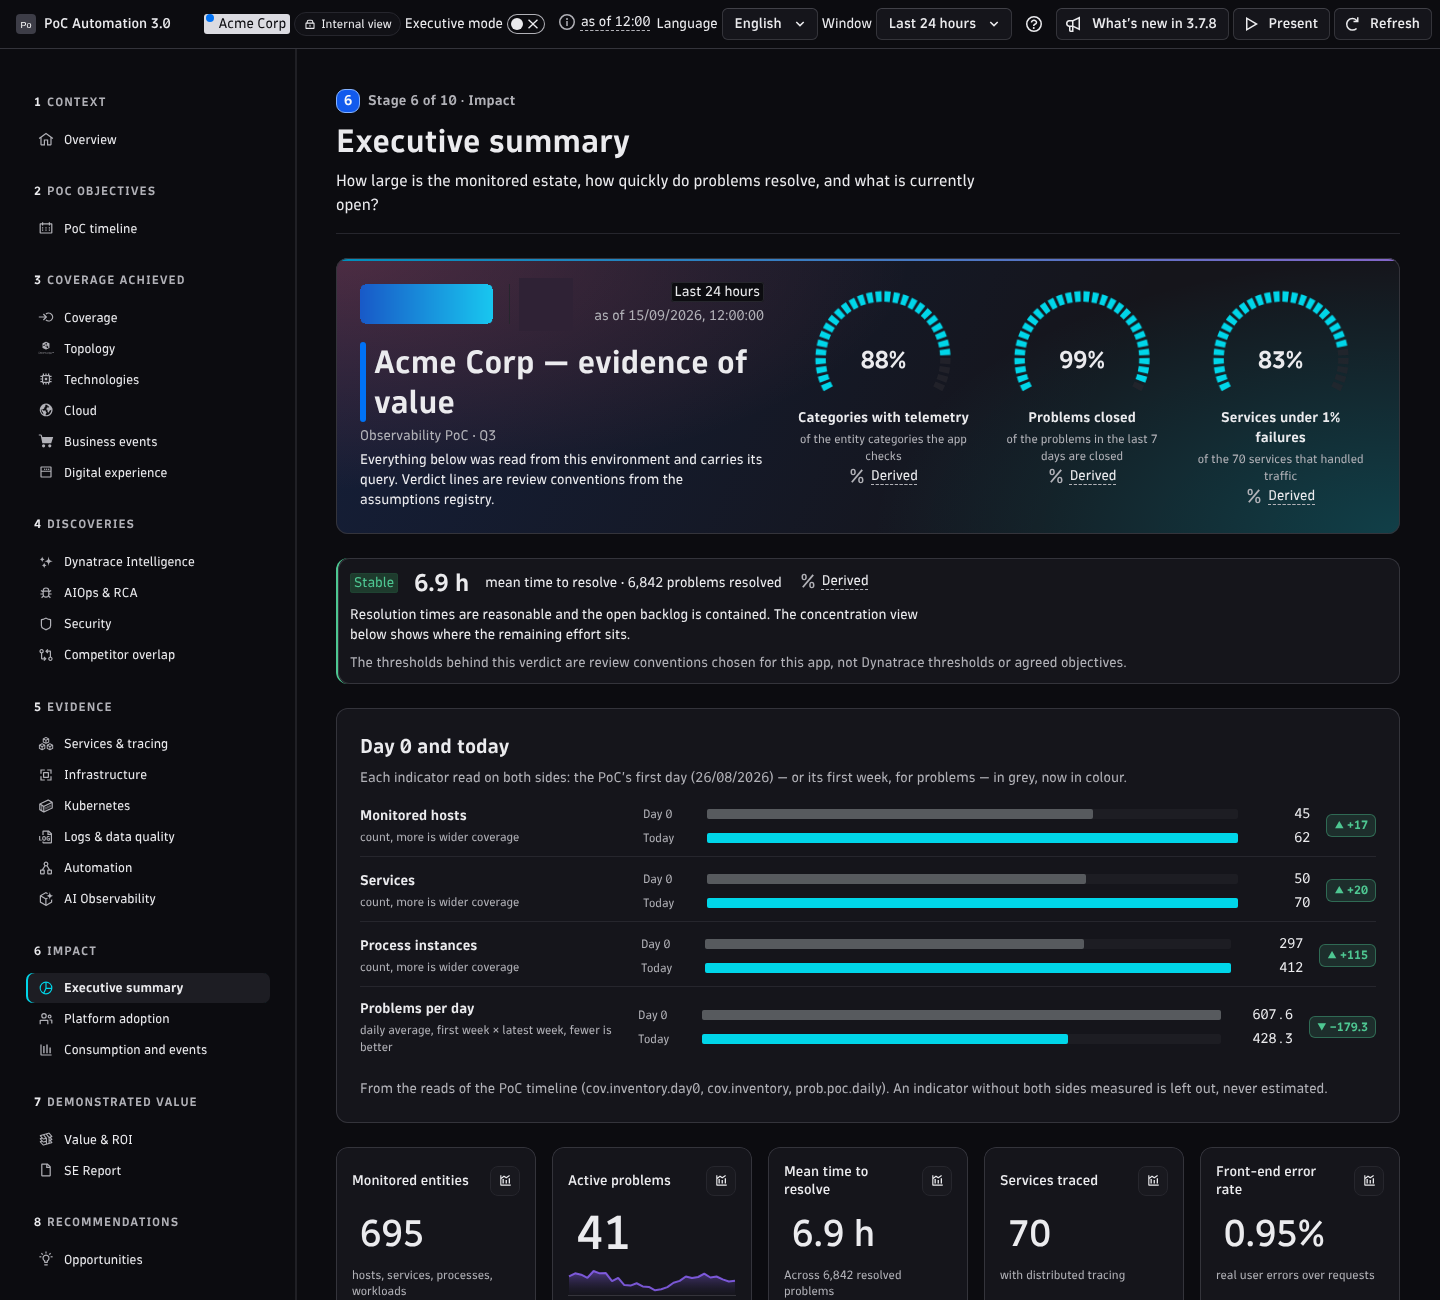 Po PoC Automation 3.0 Acme Corp Internal view Executive mode as of 12:00 Language English Window Last 24 hours What's new in 3.7.8 Present Refresh
1 CONTEXT
Overview
2 POC OBJECTIVES
PoC timeline
3 COVERAGE ACHIEVED
Coverage
Topology
Technologies
Cloud
Business events
Digital experience
4 DISCOVERIES
Dynatrace Intelligence
AIOps & RCA
Security
Competitor overlap
5 EVIDENCE
Services & tracing
Infrastructure
Kubernetes
Logs & data quality
Automation
AI Observability
6 IMPACT
Executive summary
Platform adoption
Consumption and events
7 DEMONSTRATED VALUE
Value & ROI
SE Report
8 RECOMMENDATIONS
Opportunities
6 Stage 6 of 10 · Impact
Executive summary
How large is the monitored estate, how quickly do problems resolve, and what is currently
open?
Last 24 hours
as of 15/09/2026, 12:00:00
Acme Corp — evidence of
value
Observability PoC · Q3
Everything below was read from this environment and carries its
query. Verdict lines are review conventions from the
assumptions registry.
88%
Categories with telemetry
of the entity categories the app
checks
Derived
99%
Problems closed
of the problems in the last 7
days are closed
Derived
83%
Services under 1%
failures
of the 70 services that handled
traffic
Derived
Stable 6.9 h mean time to resolve · 6,842 problems resolved Derived
Resolution times are reasonable and the open backlog is contained. The concentration view
below shows where the remaining effort sits.
The thresholds behind this verdict are review conventions chosen for this app, not Dynatrace thresholds or agreed objectives.
Day 0 and today
Each indicator read on both sides: the PoC's first day (26/08/2026) — or its first week, for problems — in grey, now in colour.
Monitored hosts
count, more is wider coverage
Day 0 45
Today 62
▲ +17
Services
count, more is wider coverage
Day 0 50
Today 70
▲ +20
Process instances
count, more is wider coverage
Day 0 297
Today 412
▲ +115
Problems per day
daily average, first week × latest week, fewer is
better
Day 0 607.6
Today 428.3
▼ −179.3
From the reads of the PoC timeline (cov.inventory.day0, cov.inventory, prob.poc.daily). An indicator without both sides measured is left out, never estimated.
Monitored entities
695
hosts, services, processes,
workloads
Active problems
41
Mean time to
resolve
6.9 h
Across 6,842 resolved
problems
Services traced
70
with distributed tracing
Front-end error
rate
0.95%
real user errors over requests